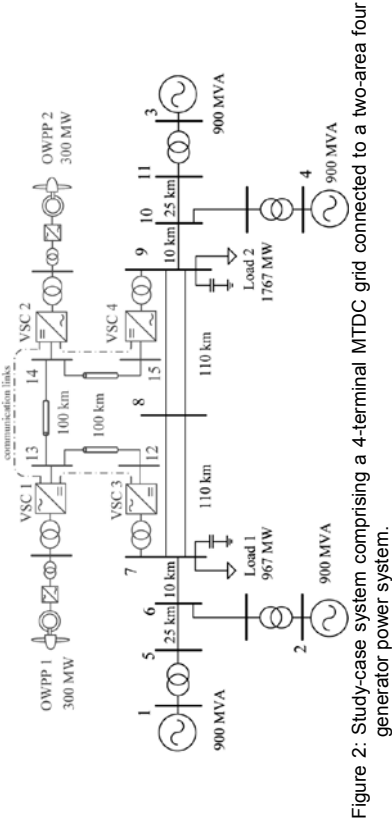 communication links
OWPP 1
300 MW
VSC 1
13
100 km
14
VSC 2
OWPP 2
300 MW
100 km
VSC 3
12
15
VSC 4
1
900 MVA
5
25 km
6
10 km
7
110 km
8
110 km
9
10 km
10
25 km
11
3
900 MVA
Load 1
967 MW
Load 2
1767 MW
2
900 MVA
4
900 MVA
Figure 2: Study-case system comprising a 4-terminal MTDC grid connected to a two-area four
generator power system.